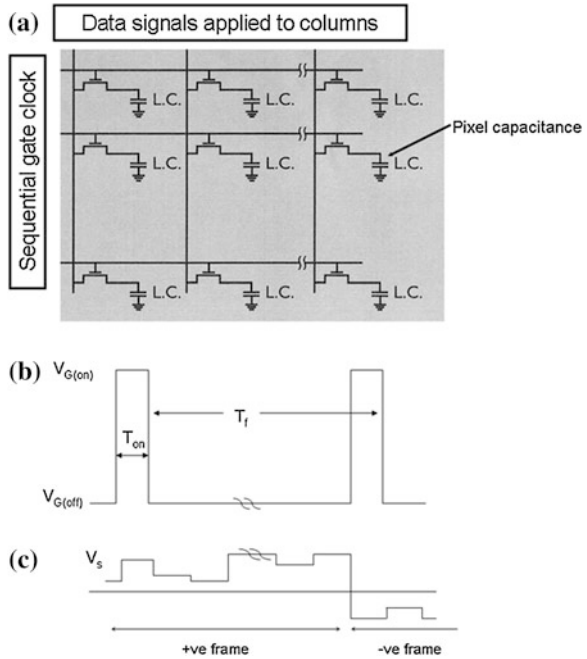 (a)
Data signals applied to columns
Sequential gate clock
L.C. L.C. L.C.
Pixel capacitance
L.C. L.C. L.C.
L.C. L.C. L.C.
(b)
VG(on)
Tf
Ton
VG(off)
(c)
Vs
+ve frame -ve frame